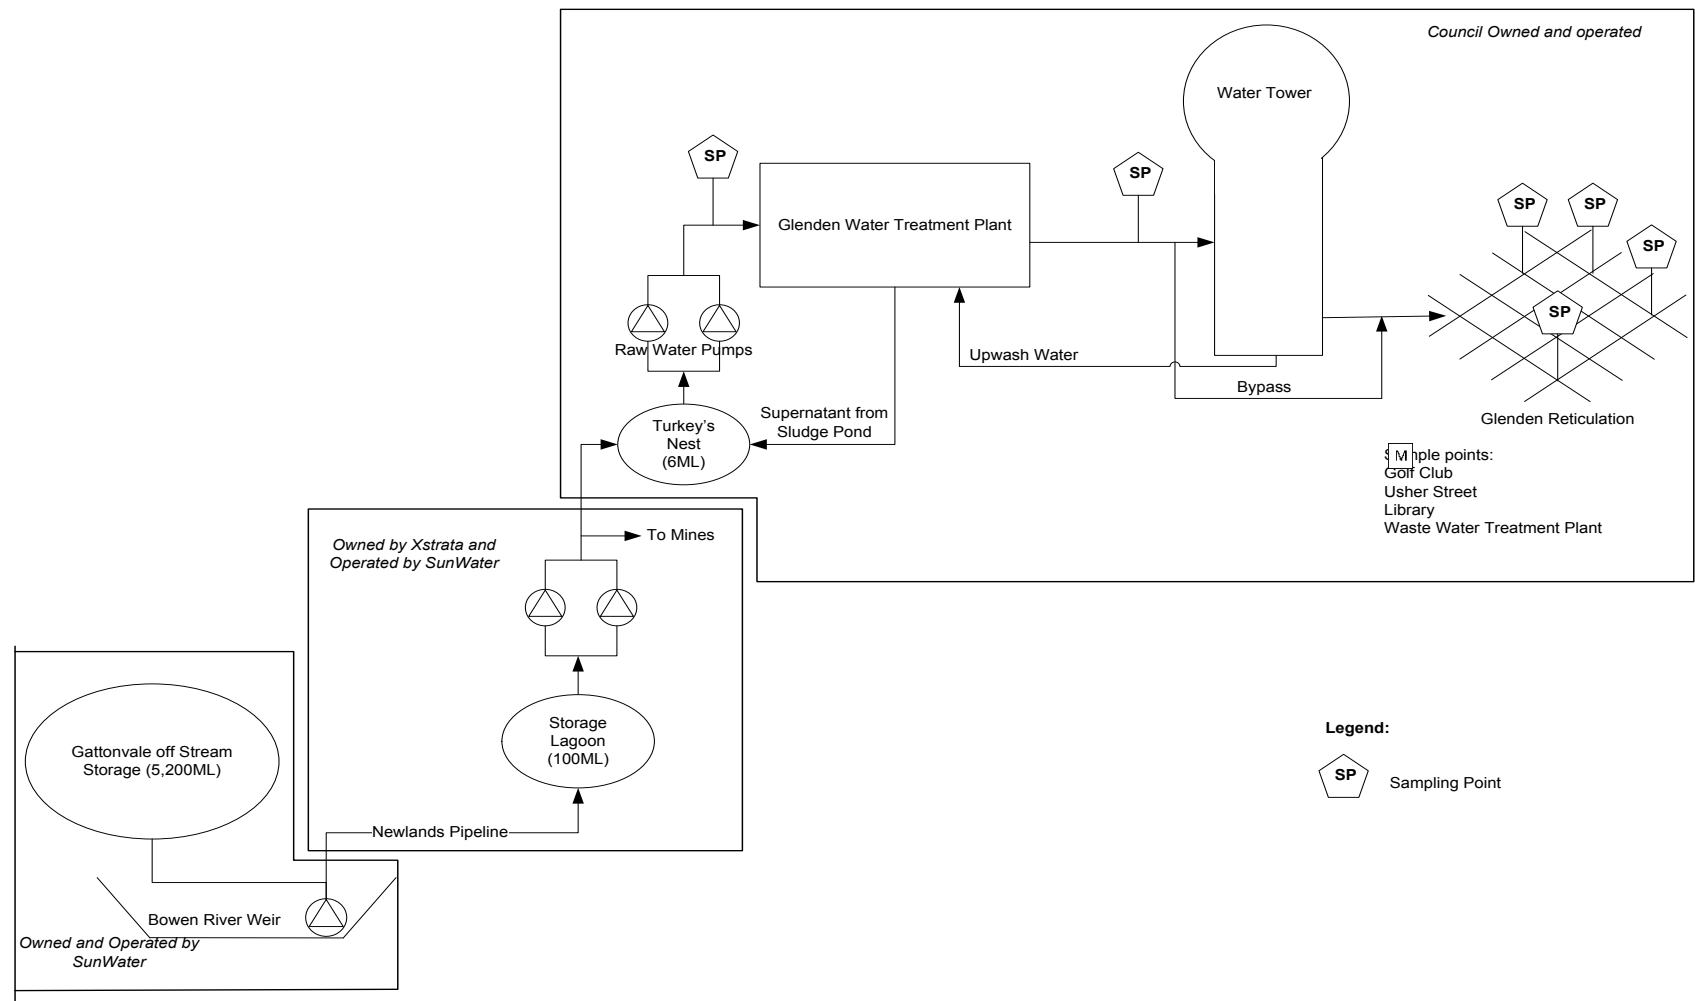 Council Owned and operated
Water Tower
SP
SP
Glenden Water Treatment Plant
SP
SP
SP
SP
Raw Water Pumps
Upwash Water
Bypass
Supernatant from
Sludge Pond
Turkey's
Nest
(6ML)
Glenden Reticulation
M
points:
Golf Club
Usher Street
Library
Waste Water Treatment Plant
Owned by Xstrata and
Operated by SunWater
To Mines
Storage
Lagoon
(100ML)
Newlands Pipeline
Gattonvale off Stream
Storage (5,200ML)
Bowen River Weir
Owned and Operated by
SunWater
Legend:
SP
Sampling Point